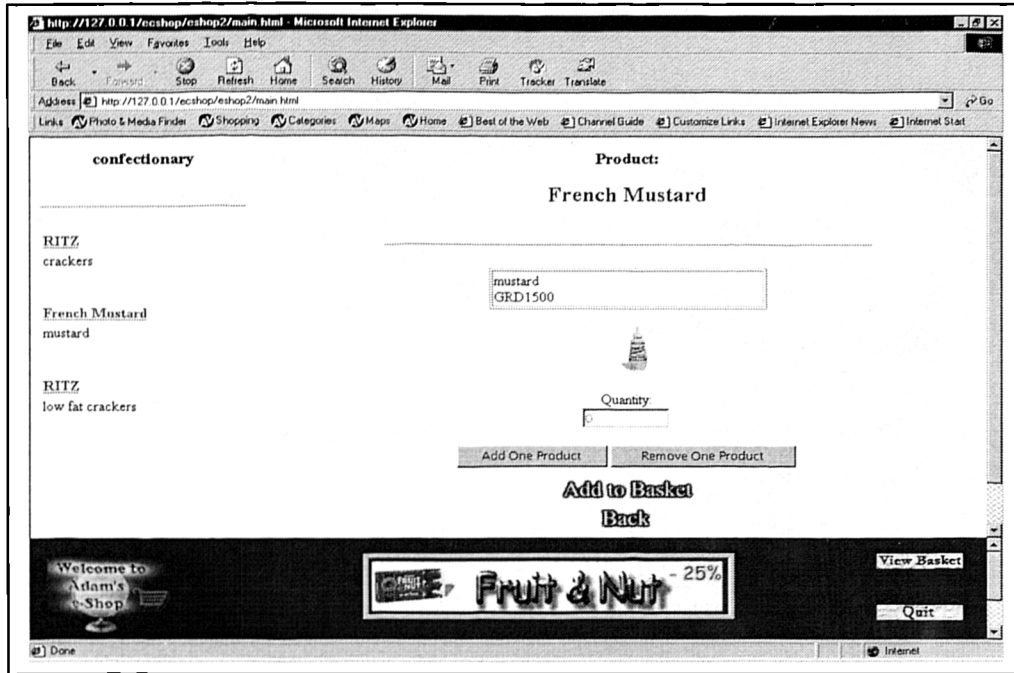 http://127.0.0.1/ecshop/eshop2/main.html - Microsoft Internet Explorer
File Edit View Favorites Tools Help
Back Forward Stop Refresh Home Search History Mail Print Tracker Translate
Address http://127.0.0.1/ecshop/eshop2/main.html Go
Links Photo & Media Finder Shopping Categories Maps Home Best of the Web Channel Guide Customize Links Internet Explorer News Internet Start
confectionary
RITZ
crackers
French Mustard
mustard
RITZ
low fat crackers
Product:
French Mustard
mustard
GRD1500
Quantity:
0
Add One Product Remove One Product
Add to Basket
Back
Welcome to
Adam's
e-Shop
FRUIT & NUT
Fruit & Nut - 25%
View Basket
Quit
Done Internet